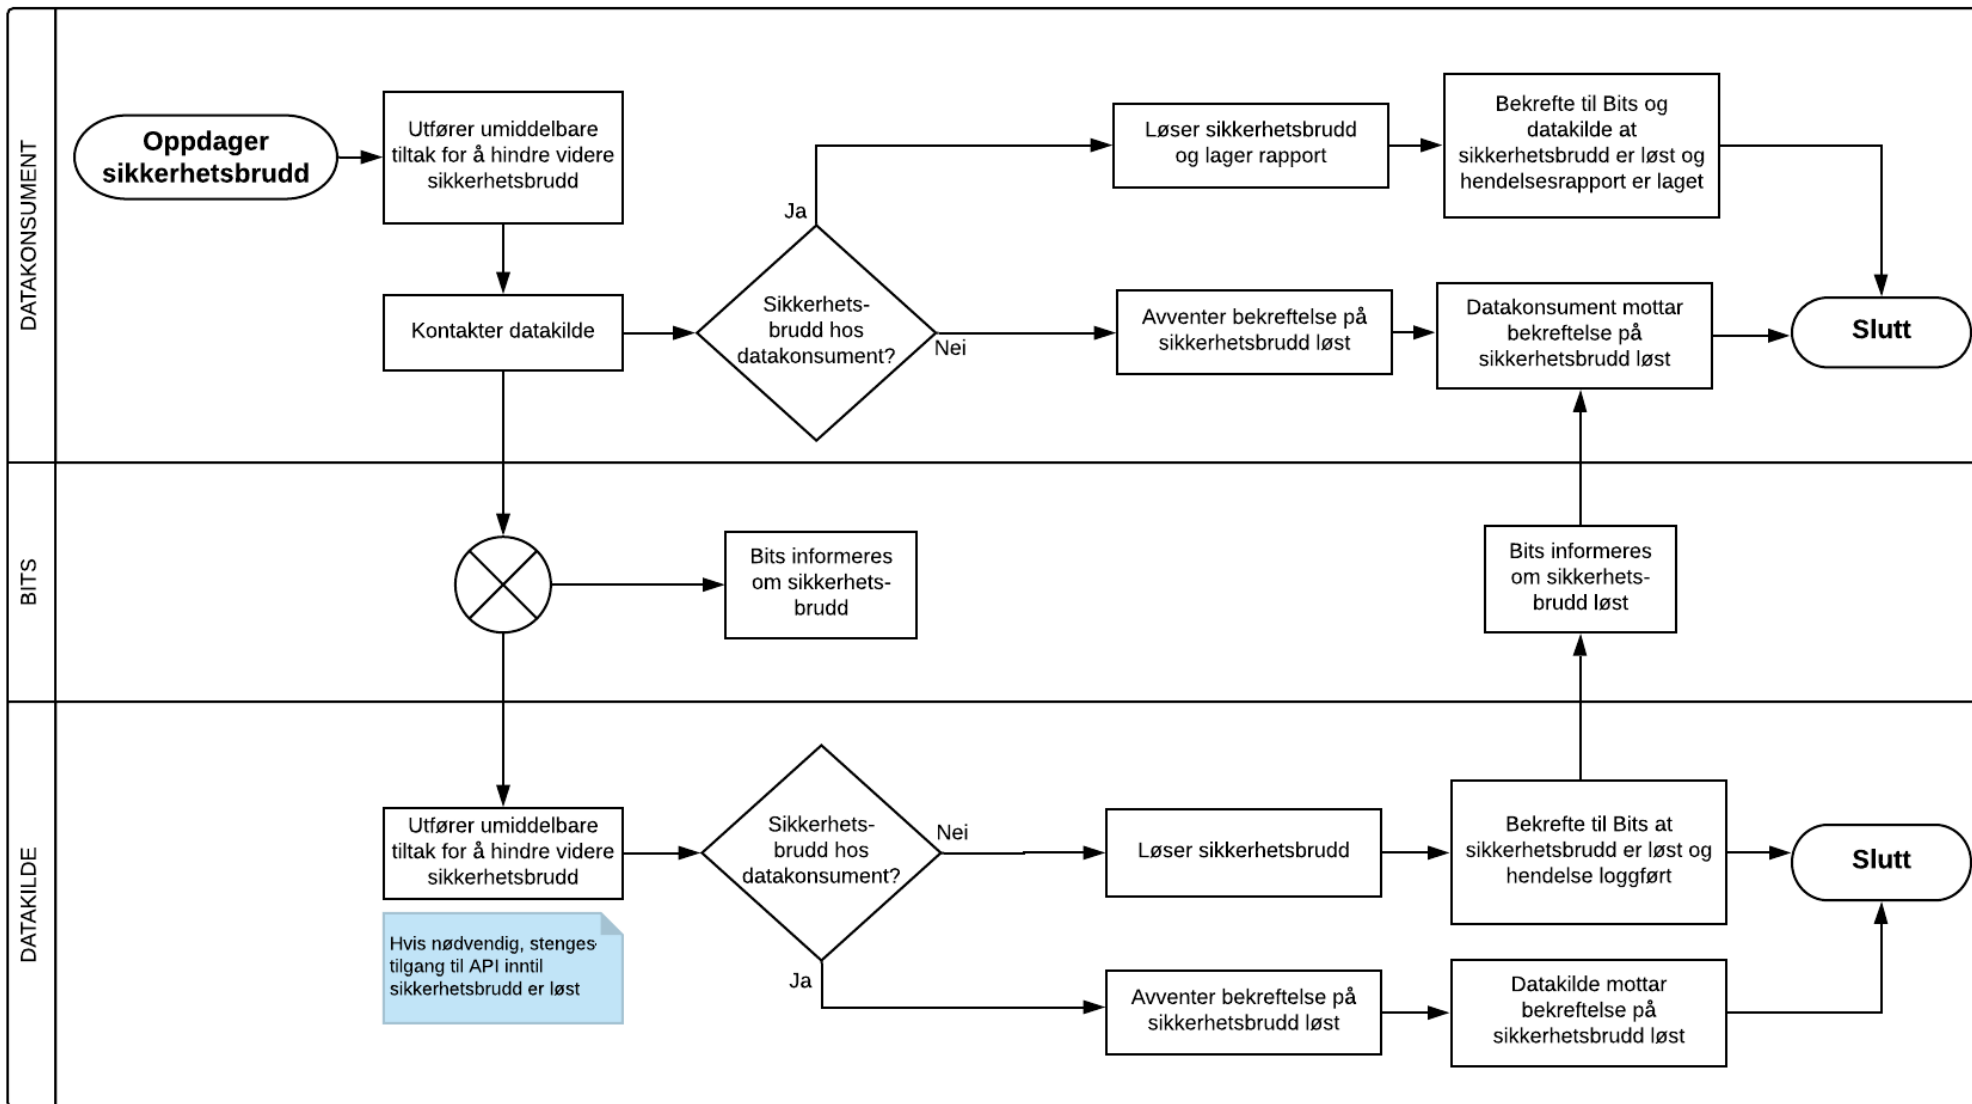 DATAKONSUMENT
Oppdager
sikkerhetsbrudd
Utfører umiddelbare
tiltak for å hindre videre
sikkerhetsbrudd
Kontakter datakilde
Sikkerhets-
brudd hos
datakonsument?
Ja
Nei
Løser sikkerhetsbrudd
og lager rapport
Bekrefte til Bits og
datakilde at
sikkerhetsbrudd er løst og
hendelsesrapport er laget
Avventer bekreftelse på
sikkerhetsbrudd løst
Datakonsument mottar
bekreftelse på
sikkerhetsbrudd løst
Slutt
BITS
Bits informeres
om sikkerhets-
brudd
Bits informeres
om sikkerhets-
brudd løst
DATAKILDE
Utfører umiddelbare
tiltak for å hindre videre
sikkerhetsbrudd
Hvis nødvendig, stenges
tilgang til API inntil
sikkerhetsbrudd er løst
Sikkerhets-
brudd hos
datakonsument?
Nei
Ja
Løser sikkerhetsbrudd
Bekrefte til Bits at
sikkerhetsbrudd er løst og
hendelse loggført
Slutt
Avventer bekreftelse på
sikkerhetsbrudd løst
Datakilde mottar
bekreftelse på
sikkerhetsbrudd løst